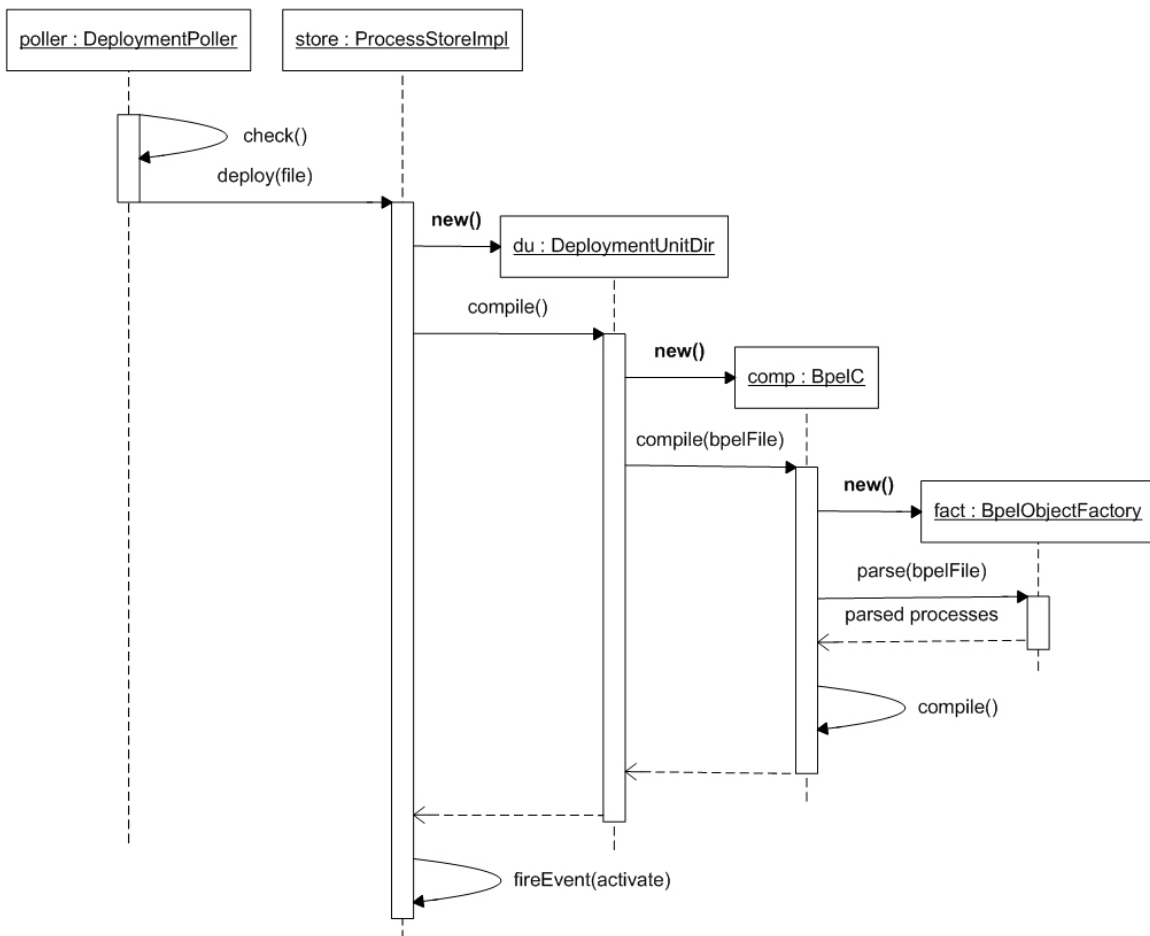 poller : DeploymentPoller
store : ProcessStoreImpl
check()
deploy(file)
new()
du : DeploymentUnitDir
compile()
new()
comp : BpelC
compile(bpelFile)
new()
fact : BpelObjectFactory
parse(bpelFile)
parsed processes
compile()
fireEvent(activate)